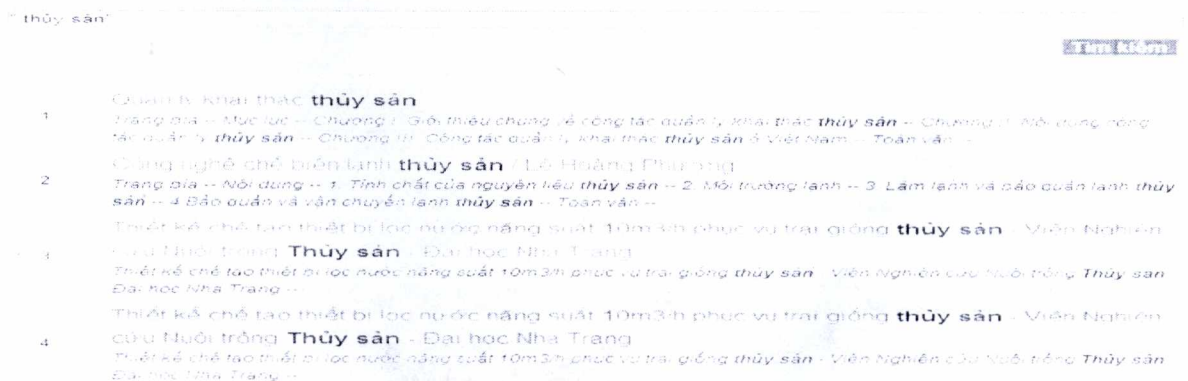 " thủy sản"
Tìm kiếm
Quản lý khai thác thủy sản
1
Trang bìa -- Mục lục -- Chương I. Giới thiệu chung về công tác quản lý, khai thác thủy sản -- Chương II. Nội dung công
tác quản lý thủy sản -- Chương III. Công tác quản lý, khai thác thủy sản ở Việt Nam -- Toàn văn --
Công nghệ chế biến lạnh thủy sản / Lê Hoàng Phương
2
Trang bìa -- Nội dung -- 1. Tính chất của nguyên liệu thủy sản -- 2. Môi trường lạnh -- 3. Làm lạnh và bảo quản lạnh thủy
sản -- 4 Bảo quản và vận chuyển lạnh thủy sản -- Toàn văn --
Thiết kế chế tạo thiết bị lọc nước năng suất 10m3/h phục vụ trại giống thủy sản - Viện Nghiên
cứu Nuôi trồng Thủy sản - Đại học Nha Trang
3
Thiết kế chế tạo thiết bị lọc nước năng suất 10m3/h phục vụ trại giống thủy sản - Viện Nghiên cứu Nuôi trồng Thủy sản
Đại học Nha Trang --
Thiết kế chế tạo thiết bị lọc nước năng suất 10m3/h phục vụ trại giống thủy sản - Viện Nghiên
cứu Nuôi trồng Thủy sản - Đại học Nha Trang
4
Thiết kế chế tạo thiết bị lọc nước năng suất 10m3/h phục vụ trại giống thủy sản - Viện Nghiên cứu Nuôi trồng Thủy sản
Đại học Nha Trang --